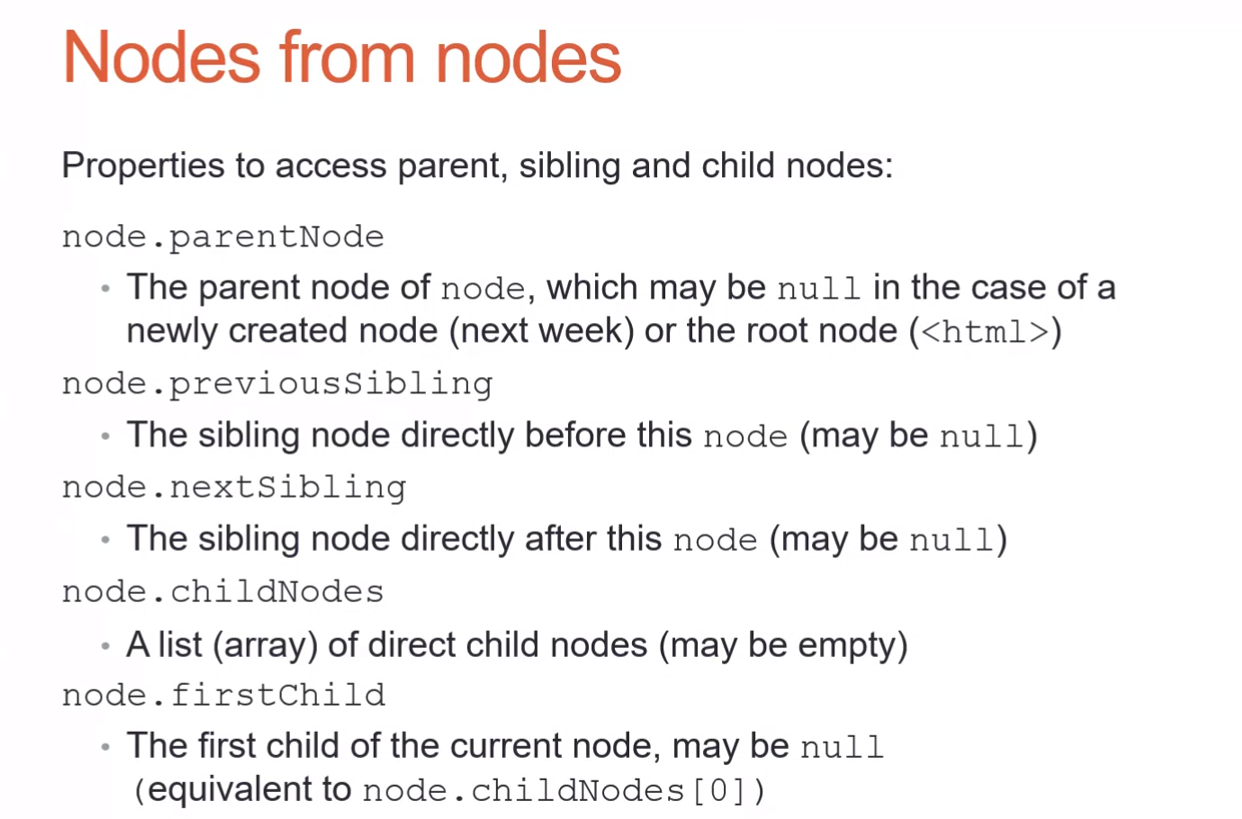 Nodes from nodes
Properties to access parent, sibling and child nodes:
node.parentNode
• The parent node of node, which may be null in the case of a
newly created node (next week) or the root node (<html>)
node.previousSibling
• The sibling node directly before this node (may be null)
node.nextSibling
• The sibling node directly after this node (may be null)
node.childNodes
• A list (array) of direct child nodes (may be empty)
node.firstChild
• The first child of the current node, may be null
(equivalent to node.childNodes[0])